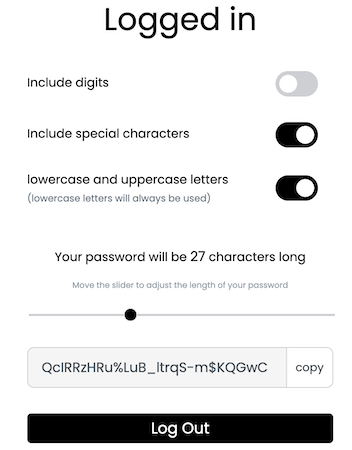 Logged in
Include digits
Include special characters
lowercase and uppercase letters
(lowercase letters will always be used)
Your password will be 27 characters long
Move the slider to adjust the length of your password
QclRRzHRu%LuB_ltrqS-m$KQGwC
copy
Log Out